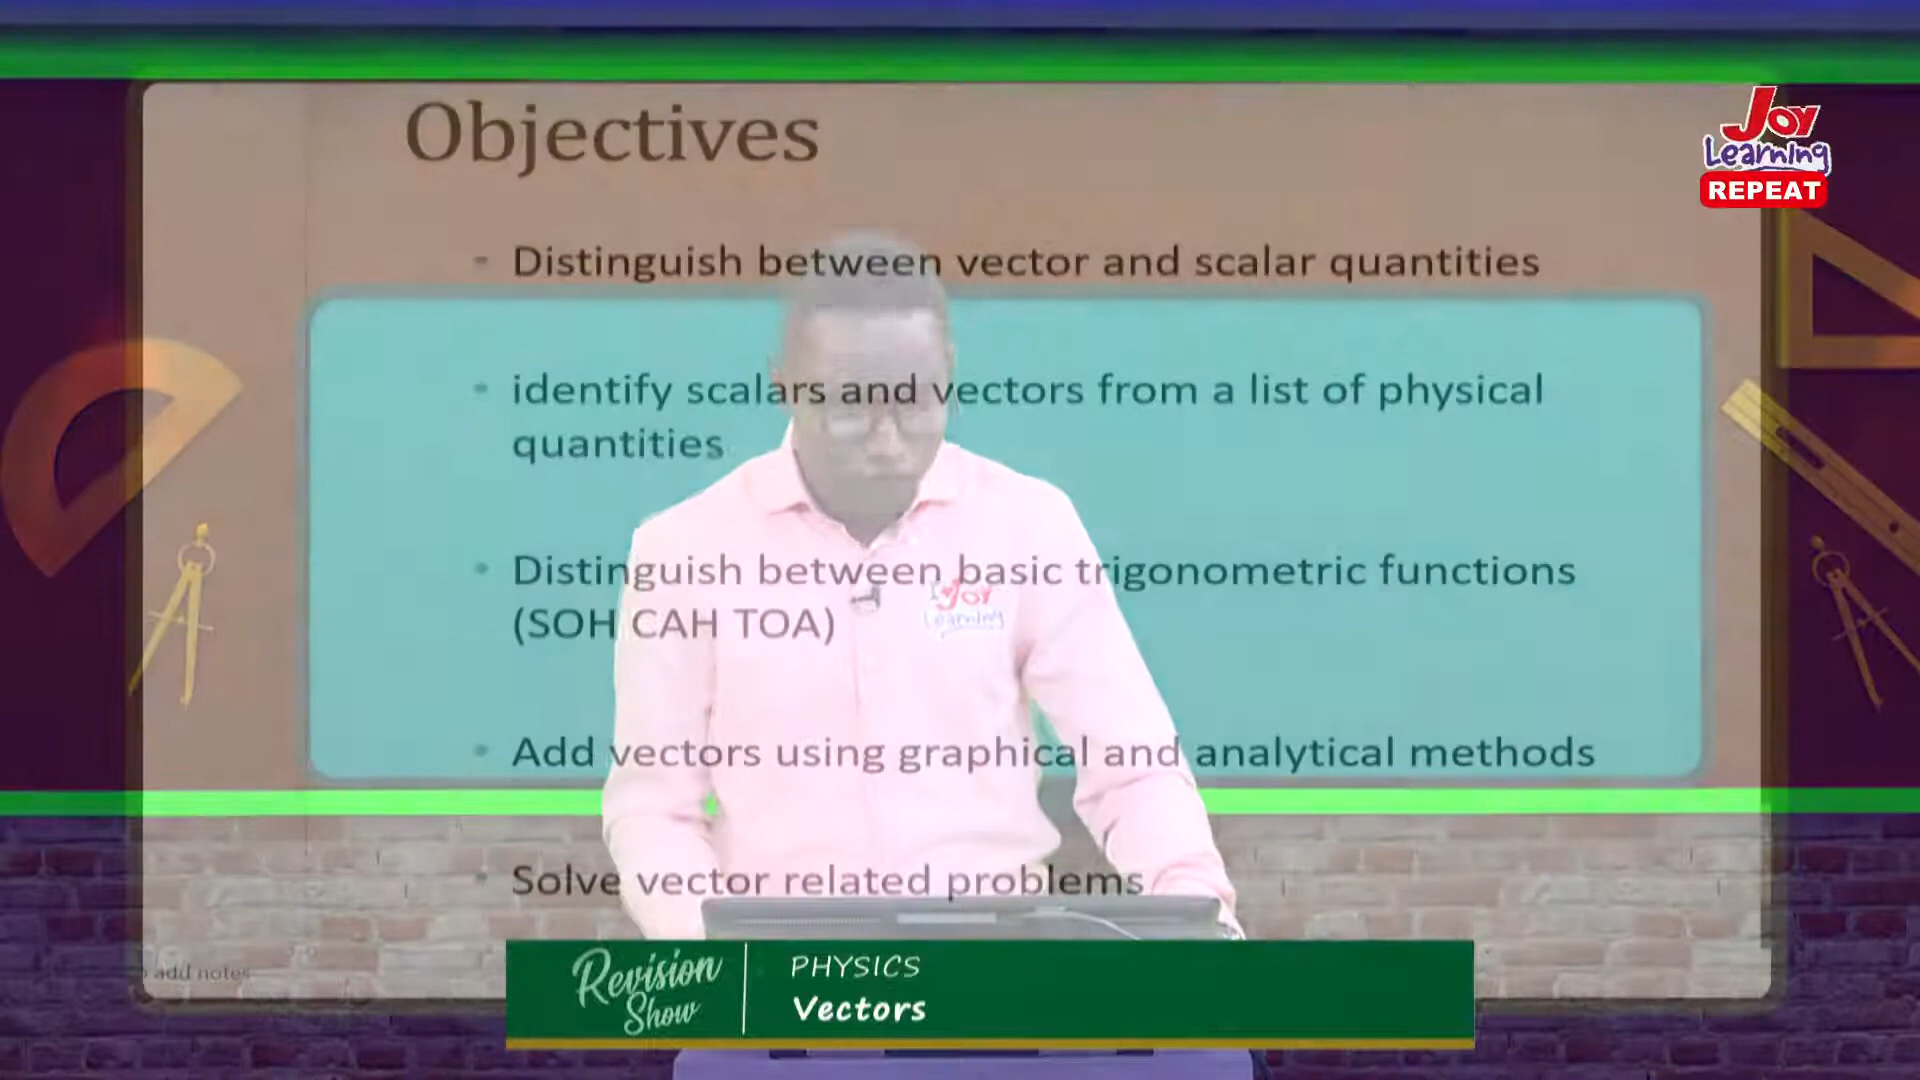 Objectives
Joy
Learning
REPEAT
- Distinguish between vector and scalar quantities
• identify scalars and vectors from a list of physical
quantities
• Distinguish between basic trigonometric functions
(SOH CAH TOA)
Joy
Learning
• Add vectors using graphical and analytical methods
• Solve vector related problems
add notes
Revision
Show
PHYSICS
Vectors